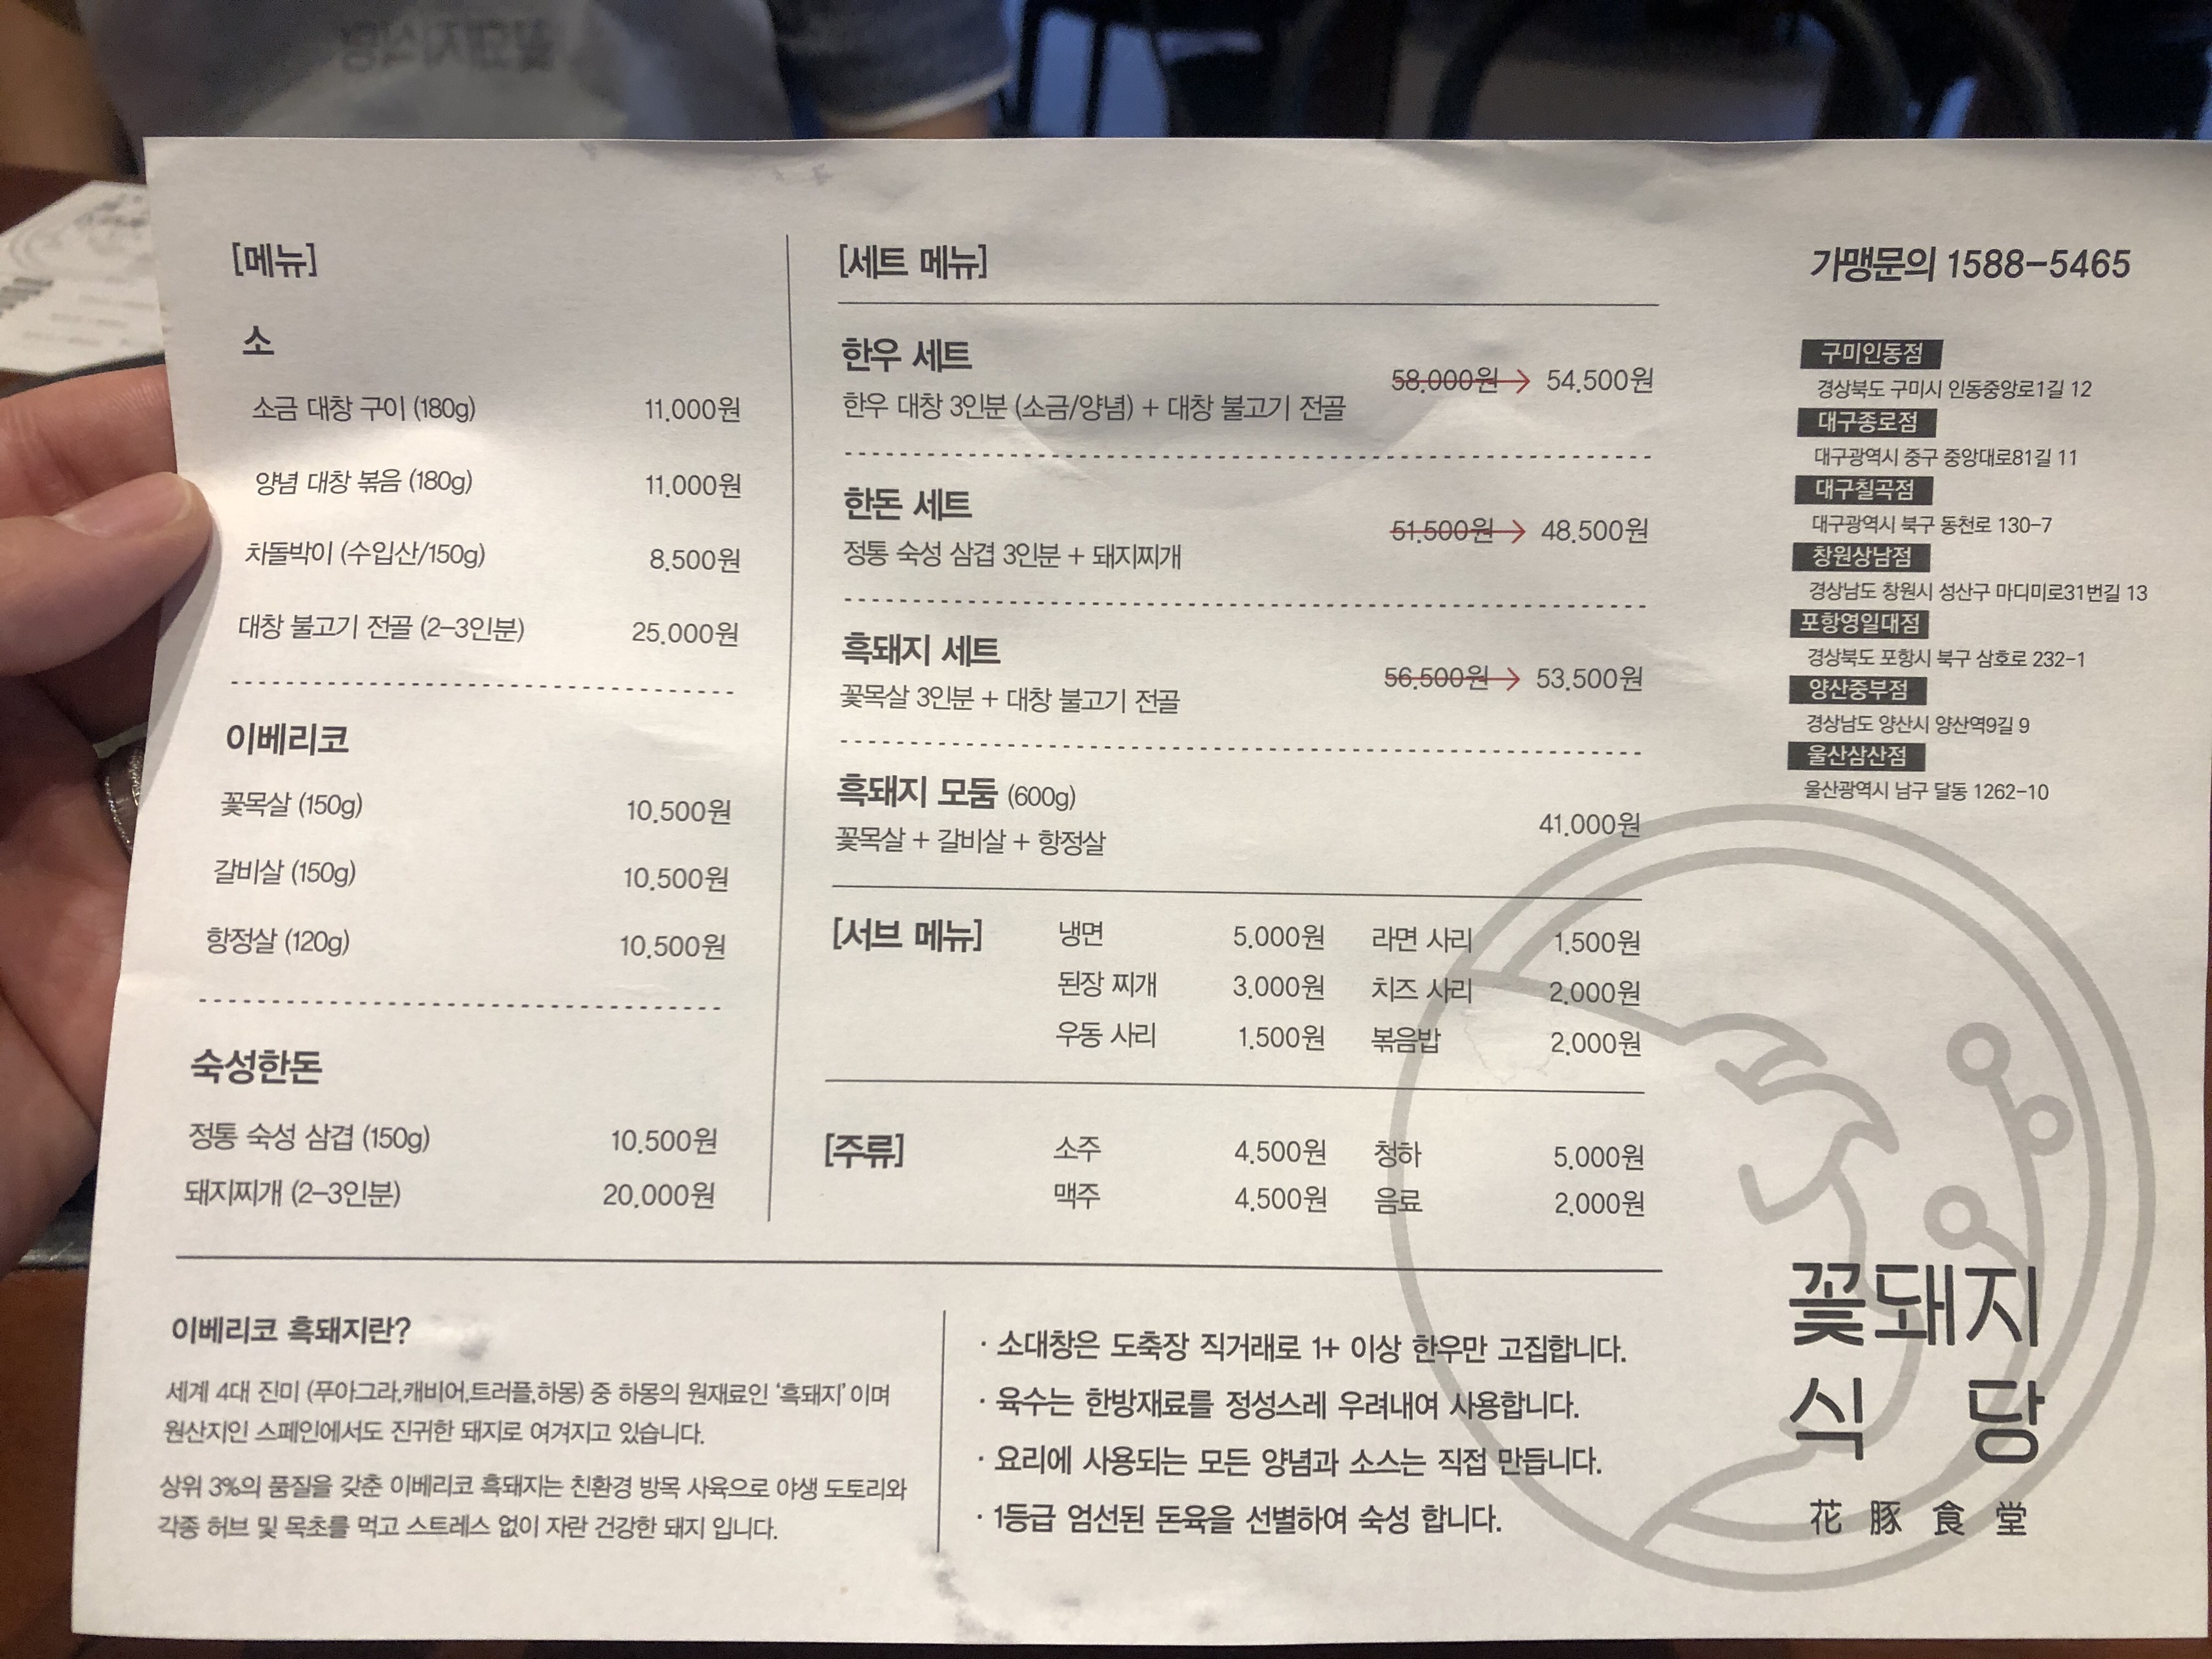 꽃돼지식당
[메뉴]
소
소금 대창 구이 (180g) 11.000원
양념 대창 볶음 (180g) 11.000원
차돌박이 (수입산/150g) 8.500원
대창 불고기 전골 (2-3인분) 25.000원
이베리코
꽃목살 (150g) 10.500원
갈비살 (150g) 10.500원
항정살 (120g) 10.500원
숙성한돈
정통 숙성 삼겹 (150g) 10.500원
돼지찌개 (2-3인분) 20.000원
[세트 메뉴]
한우 세트
한우 대창 3인분 (소금/양념) + 대창 불고기 전골 58.000원 → 54.500원
한돈 세트
정통 숙성 삼겹 3인분 + 돼지찌개 51.500원 → 48.500원
흑돼지 세트
꽃목살 3인분 + 대창 불고기 전골 56.500원 → 53.500원
흑돼지 모둠 (600g)
꽃목살 + 갈비살 + 항정살 41.000원
[서브 메뉴]
냉면 5.000원 라면 사리 1.500원
된장 찌개 3.000원 치즈 사리 2.000원
우동 사리 1.500원 볶음밥 2.000원
[주류]
소주 4.500원 청하 5.000원
맥주 4.500원 음료 2.000원
가맹문의 1588-5465
구미인동점
경상북도 구미시 인동중앙로1길 12
대구종로점
대구광역시 중구 중앙대로81길 11
대구칠곡점
대구광역시 북구 동천로 130-7
창원상남점
경상남도 창원시 성산구 마디미로31번길 13
포항영일대점
경상북도 포항시 북구 삼호로 232-1
양산중부점
경상남도 양산시 양산역9길 9
울산삼산점
울산광역시 남구 달동 1262-10
이베리코 흑돼지란?
세계 4대 진미 (푸아그라,캐비어,트러플,하몽) 중 하몽의 원재료인 '흑돼지' 이며
원산지인 스페인에서도 진귀한 돼지로 여겨지고 있습니다.
상위 3%의 품질을 갖춘 이베리코 흑돼지는 친환경 방목 사육으로 야생 도토리와
각종 허브 및 목초를 먹고 스트레스 없이 자란 건강한 돼지 입니다.
· 소대창은 도축장 직거래로 1+ 이상 한우만 고집합니다.
· 육수는 한방재료를 정성스레 우려내여 사용합니다.
· 요리에 사용되는 모든 양념과 소스는 직접 만듭니다.
· 1등급 엄선된 돈육을 선별하여 숙성 합니다.
꽃돼지
식당
花豚食堂